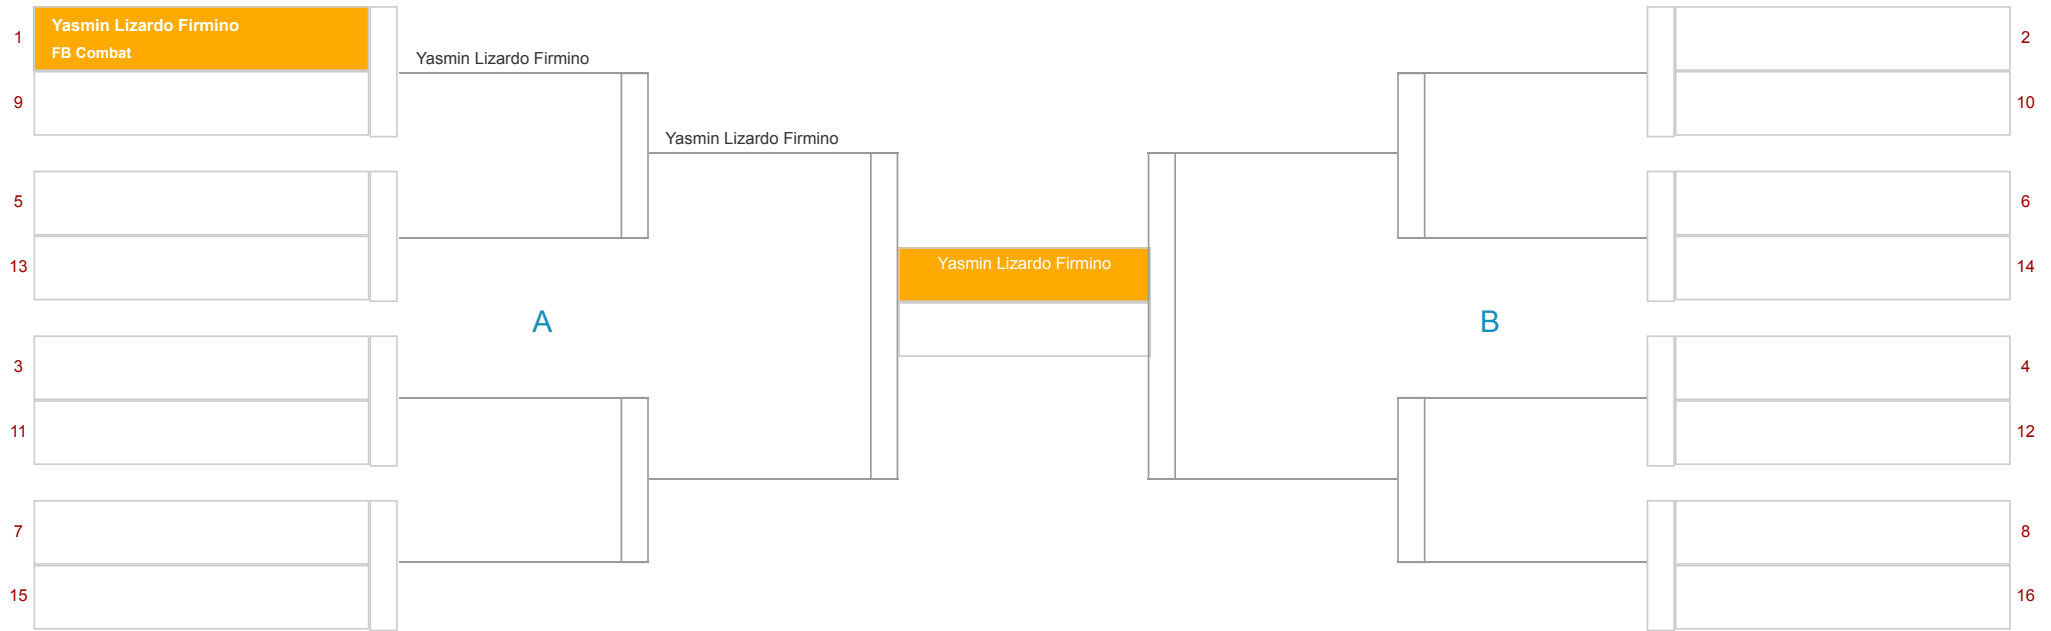 1
Yasmin Lizardo Firmino
FB Combat
9
Yasmin Lizardo Firmino
5
13
Yasmin Lizardo Firmino
A
3
11
7
15
Yasmin Lizardo Firmino
B
2
10
6
14
4
12
8
16